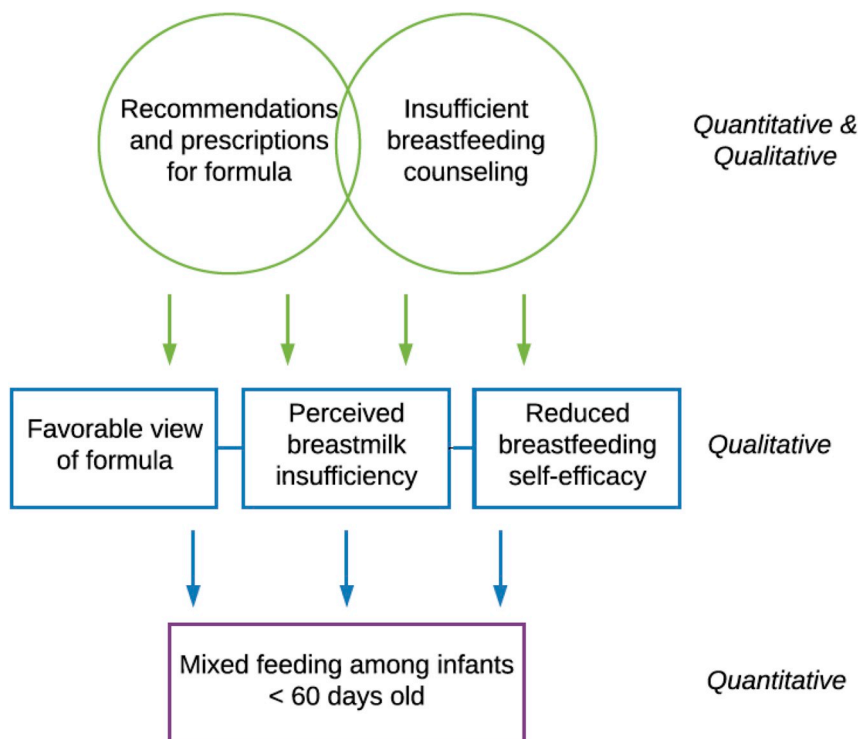 Recommendations
and prescriptions
for formula
Insufficient
breastfeeding
counseling
Quantitative &
Qualitative
Favorable view
of formula
Perceived
breastmilk
insufficiency
Reduced
breastfeeding
self-efficacy
Qualitative
Mixed feeding among infants
< 60 days old
Quantitative